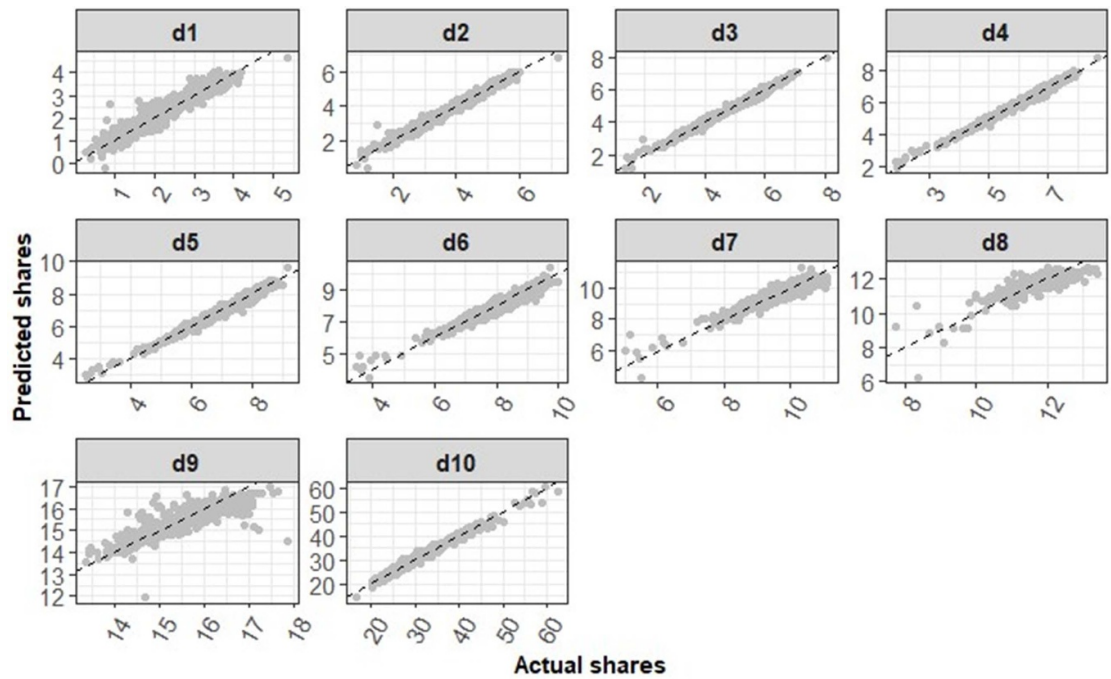 d1 d2 d3 d4
4 3 2 1 0
6 4 2
8 6 4 2
8 6 4 2
1 2 3 4 5
2 4 6
2 4 6 8
3 5 7
d5 d6 d7 d8
10 8 6 4
9 7 5
10 8 6
12 10 8 6
4 6 8
4 6 8 10
6 8 10
8 10 12
Predicted shares
d9 d10
17 16 15 14 13 12
60 50 40 30 20
14 15 16 17 18
20 30 40 50 60
Actual shares